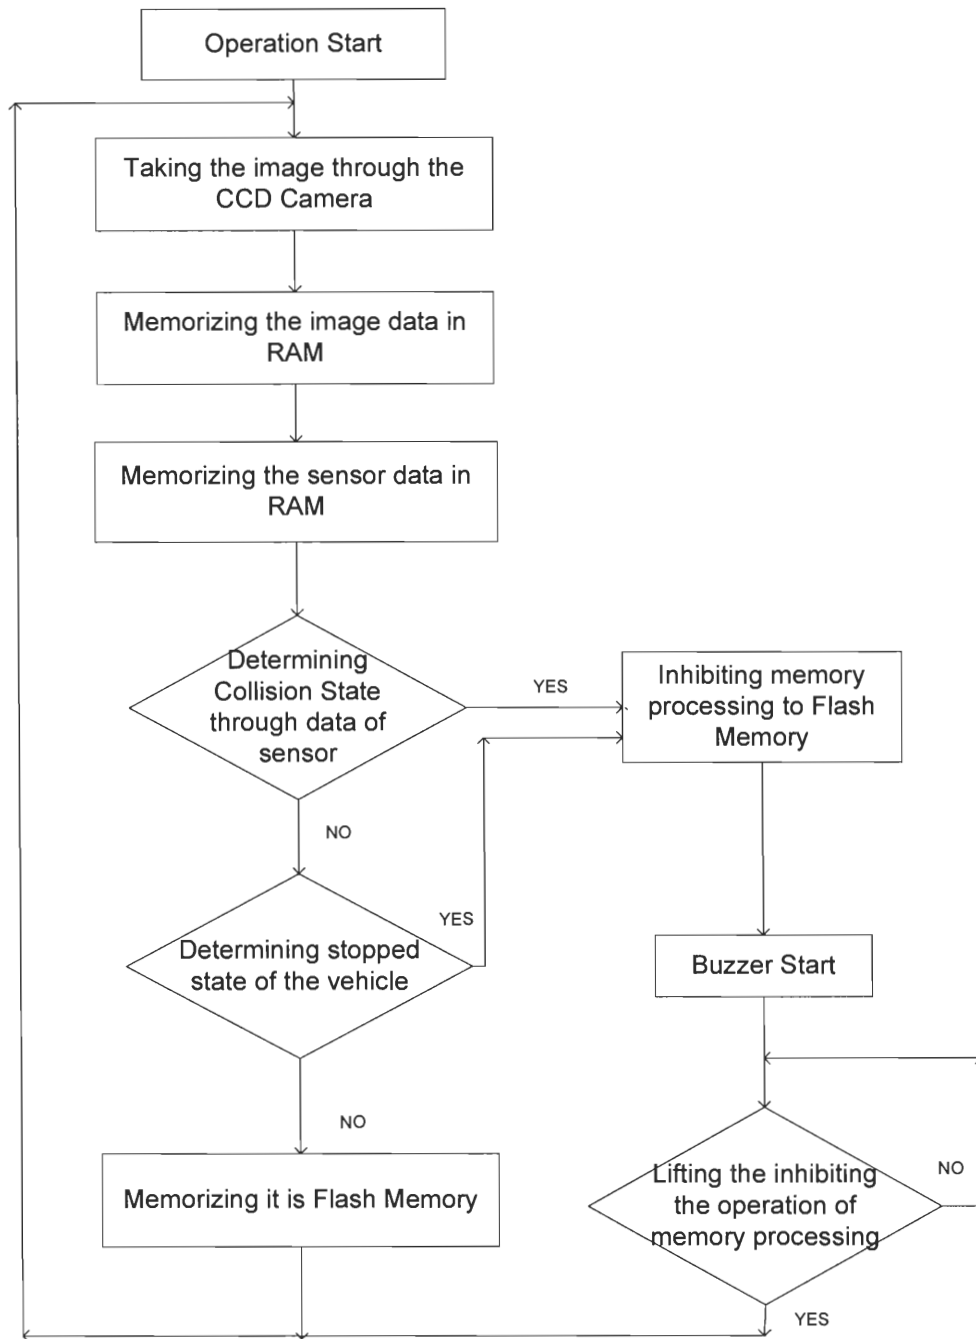 Operation Start
Taking the image through the
CCD Camera
Memorizing the image data in
RAM
Memorizing the sensor data in
RAM
Determining
Collision State
through data of
sensor
YES
Inhibiting memory
processing to Flash
Memory
NO
YES
Determining stopped
state of the vehicle
Buzzer Start
NO
Memorizing it is Flash Memory
Lifting the inhibiting
the operation of
memory processing
NO
YES